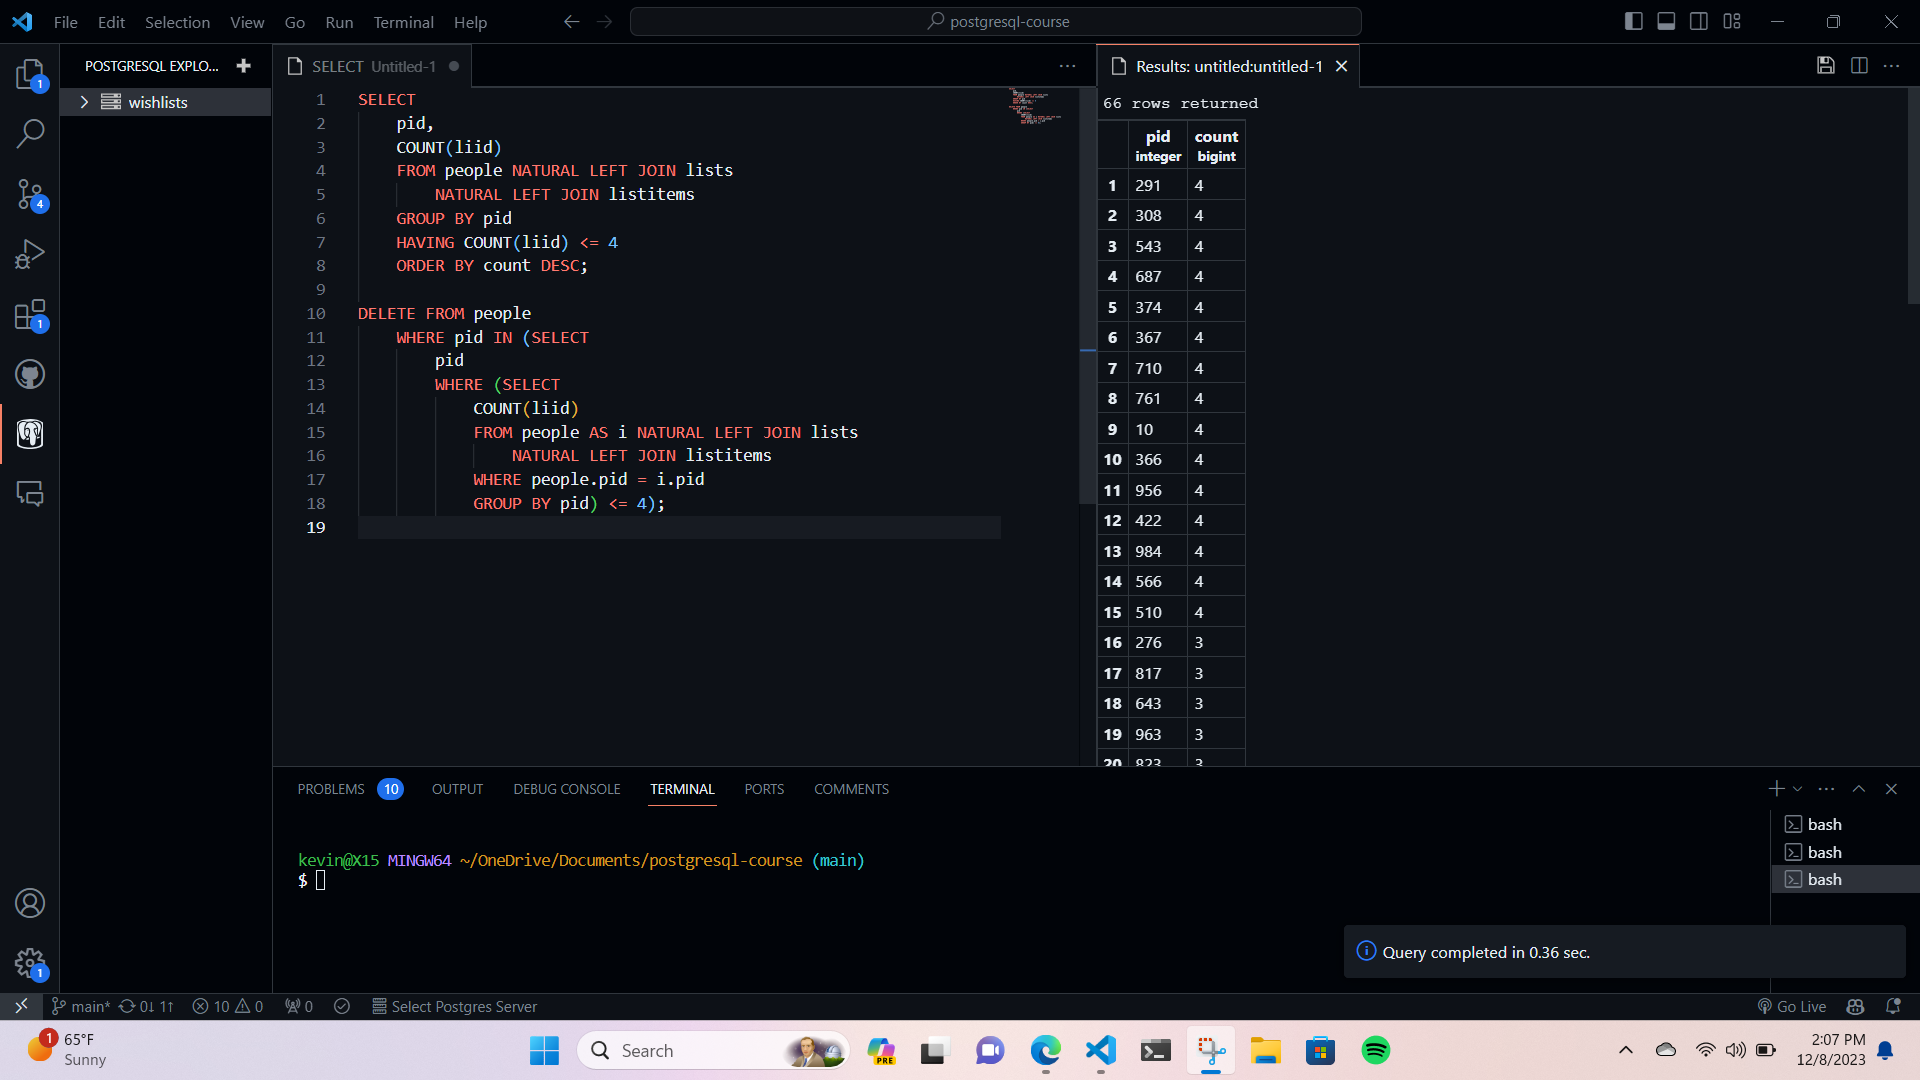 File Edit Selection View Go Run Terminal Help
postgresql-course
POSTGRESQL EXPLO...
wishlists
SELECT Untitled-1
1 SELECT
2 pid,
3 COUNT(liid)
4 FROM people NATURAL LEFT JOIN lists
5 NATURAL LEFT JOIN listitems
6 GROUP BY pid
7 HAVING COUNT(liid) <= 4
8 ORDER BY count DESC;
9
10 DELETE FROM people
11 WHERE pid IN (SELECT
12 pid
13 WHERE (SELECT
14 COUNT(liid)
15 FROM people AS i NATURAL LEFT JOIN lists
16 NATURAL LEFT JOIN listitems
17 WHERE people.pid = i.pid
18 GROUP BY pid) <= 4);
19
Results: untitled:untitled-1
66 rows returned
pid count
integer bigint
1 291 4
2 308 4
3 543 4
4 687 4
5 374 4
6 367 4
7 710 4
8 761 4
9 10 4
10 366 4
11 956 4
12 422 4
13 984 4
14 566 4
15 510 4
16 276 3
17 817 3
18 643 3
19 963 3
20 823 3
1
4
1
1
PROBLEMS 10 OUTPUT DEBUG CONSOLE TERMINAL PORTS COMMENTS
kevin@X15 MINGW64 ~/OneDrive/Documents/postgresql-course (main)
$
bash
bash
bash
Query completed in 0.36 sec.
main* 0↓ 1↑ 10 0 0 Select Postgres Server
Go Live
1
65°F
Sunny
Search
PRE
2:07 PM
12/8/2023